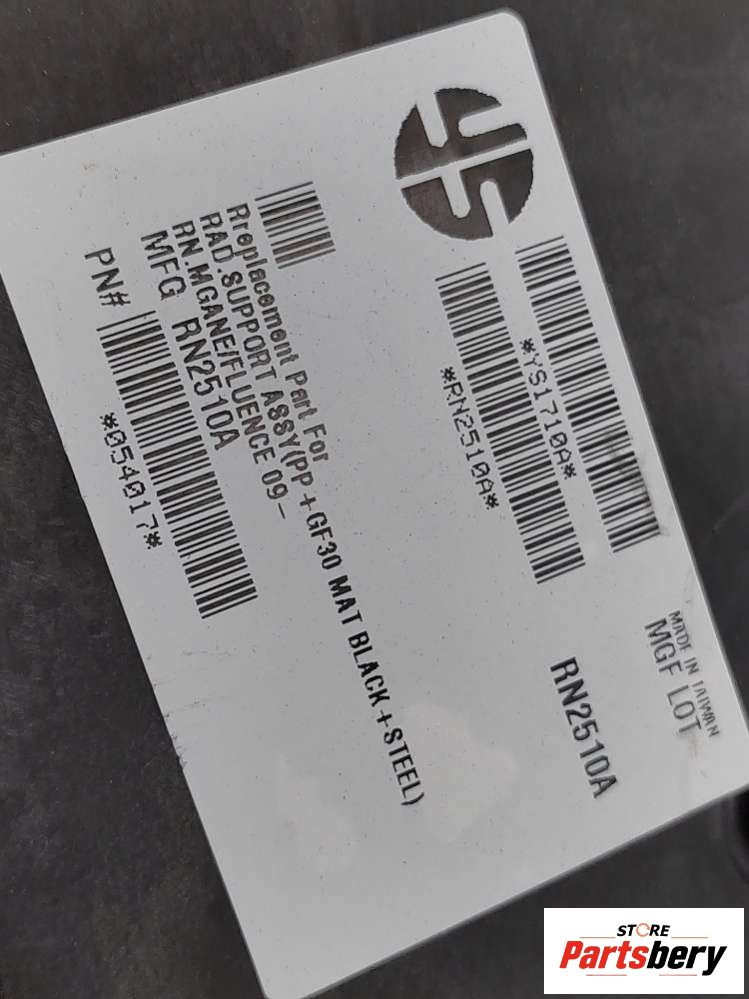 YS
*YS1710A*
*RN2510A*
MADE IN TAIWAN
MGF LOT
RN2510A
Rreplacement Part For
RAD.SUPPORT ASSY(PP+GF30 MAT BLACK+STEEL)
RN.MGANE/FLUENCE 09-
MFG RN2510A
PN#
*054017*
STORE
Partsbery